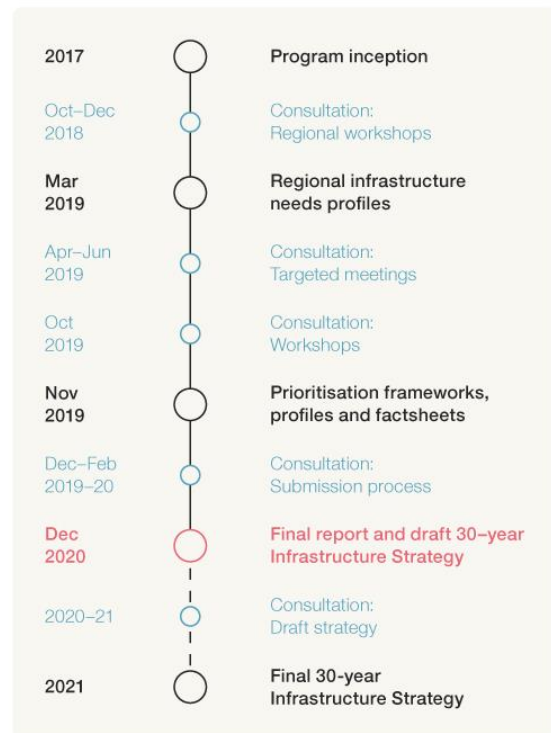 2017
Program inception
Oct–Dec
2018
Consultation:
Regional workshops
Mar
2019
Regional infrastructure
needs profiles
Apr–Jun
2019
Consultation:
Targeted meetings
Oct
2019
Consultation:
Workshops
Nov
2019
Prioritisation frameworks,
profiles and factsheets
Dec–Feb
2019–20
Consultation:
Submission process
Dec
2020
Final report and draft 30–year
Infrastructure Strategy
2020–21
Consultation:
Draft strategy
2021
Final 30-year
Infrastructure Strategy